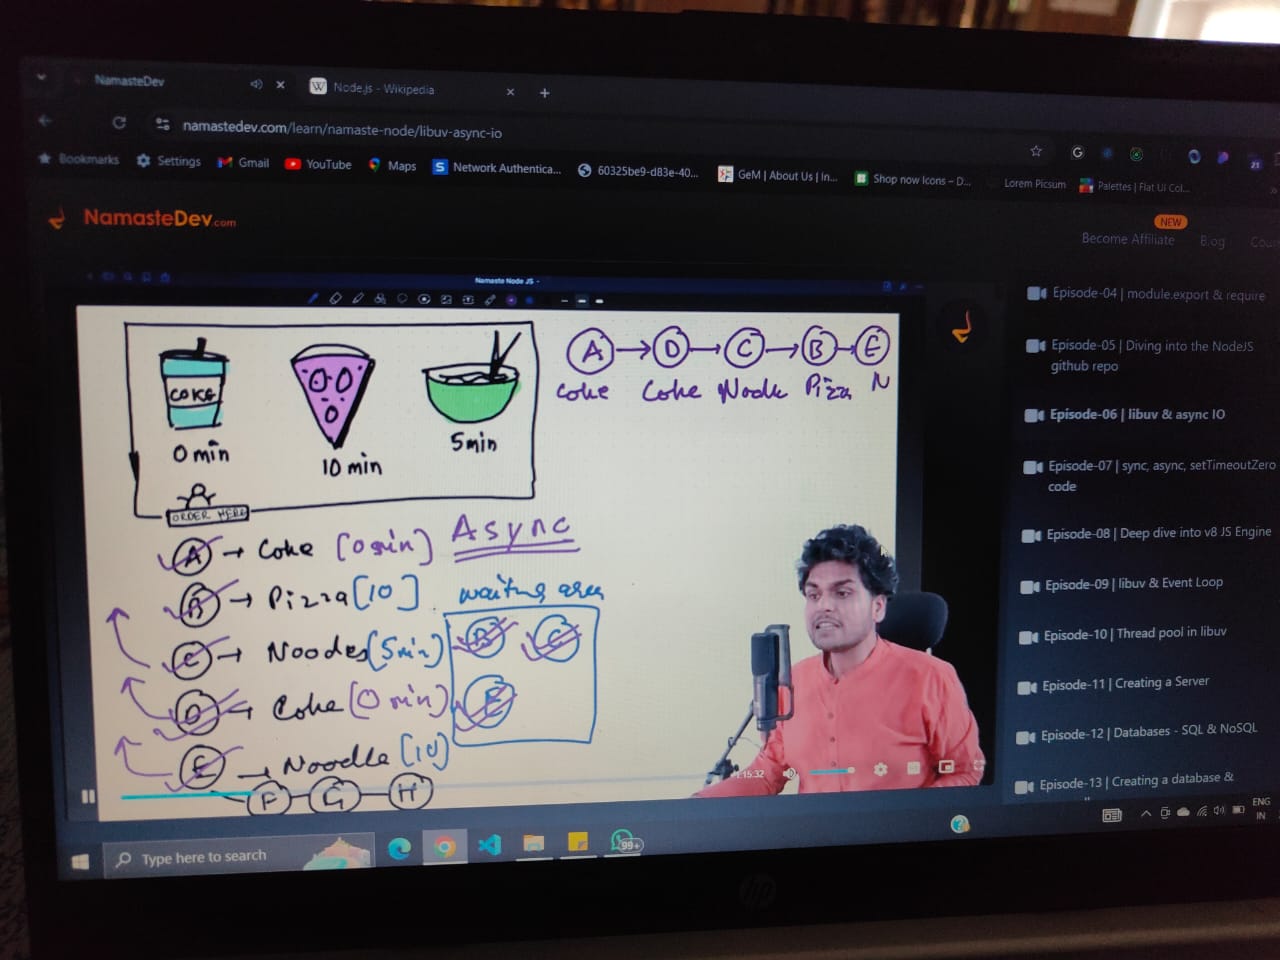 NamasteDev
Node.js - Wikipedia
namastedev.com/learn/namaste-node/libuv-async-io
Bookmarks Settings Gmail YouTube Maps Network Authentica... 60325be9-d83e-40... GeM | About Us | In... Shop now Icons – D... Lorem Picsum Palettes | Flat UI Col...
21
NamasteDev.com
NEW
Become Affiliate Blog Cou
Namaste Node JS
COKE
0 min
10 min
5min
ORDER HERE
A → D → C → B → E
Coke Coke Noodle Pizza N
A → Coke [0 min] Async
B → Pizza [10] waiting area
C → Noodes (5min) B C
D → Coke (0 min) E
E → Noodle [10]
F G H
1:15:32
Episode-04 | module.export & require
Episode-05 | Diving into the NodeJS
github repo
Episode-06 | libuv & async IO
Episode-07 | sync, async, setTimeoutZero
code
Episode-08 | Deep dive into v8 JS Engine
Episode-09 | libuv & Event Loop
Episode-10 | Thread pool in libuv
Episode-11 | Creating a Server
Episode-12 | Databases - SQL & NoSQL
Episode-13 | Creating a database &
Type here to search
99+
ENG
IN
hp